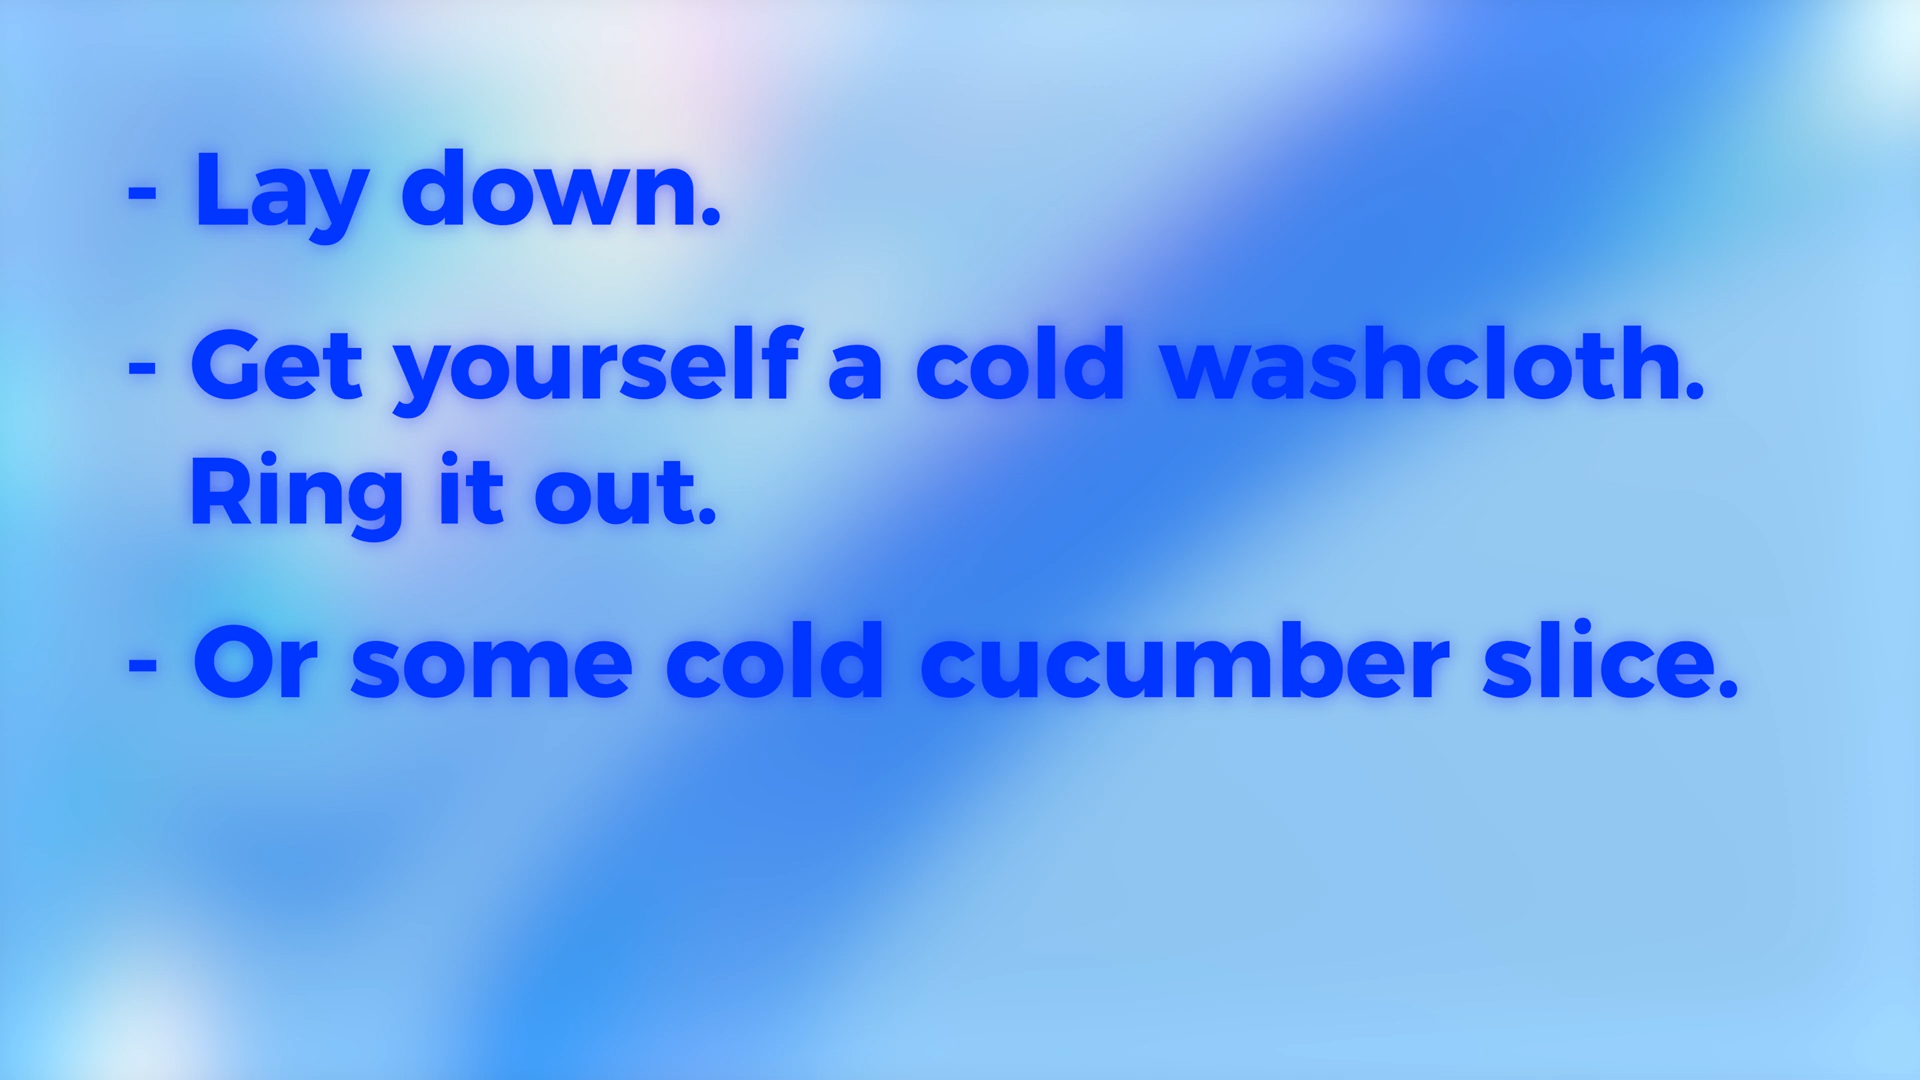 - Lay down.
- Get yourself a cold washcloth.
Ring it out.
- Or some cold cucumber slice.